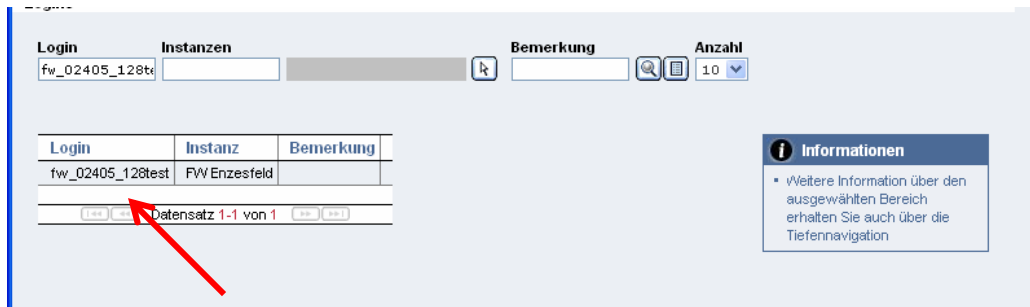 Logins
Login Instanzen Bemerkung Anzahl
fw_02405_128te 10
Login Instanz Bemerkung
fw_02405_128test FW Enzesfeld
Datensatz 1-1 von 1
i Informationen
Weitere Information über den
ausgewählten Bereich
erhalten Sie auch über die
Tiefennavigation